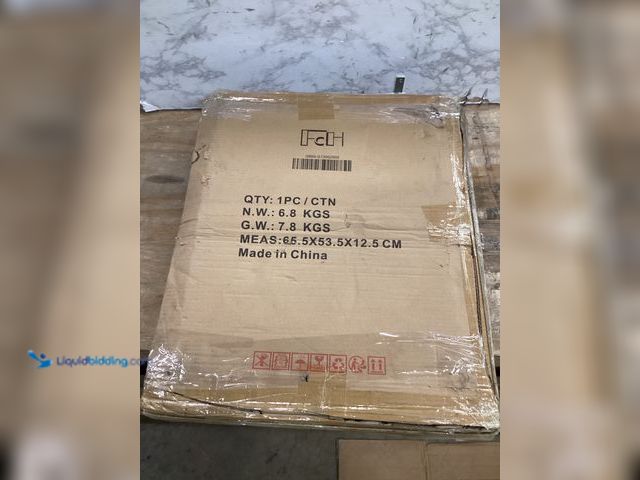 FCH
QTY: 1PC / CTN
N.W.: 6.8 KGS
G.W.: 7.8 KGS
MEAS:65.5X53.5X12.5 CM
Made in China
Liquidbidding.com